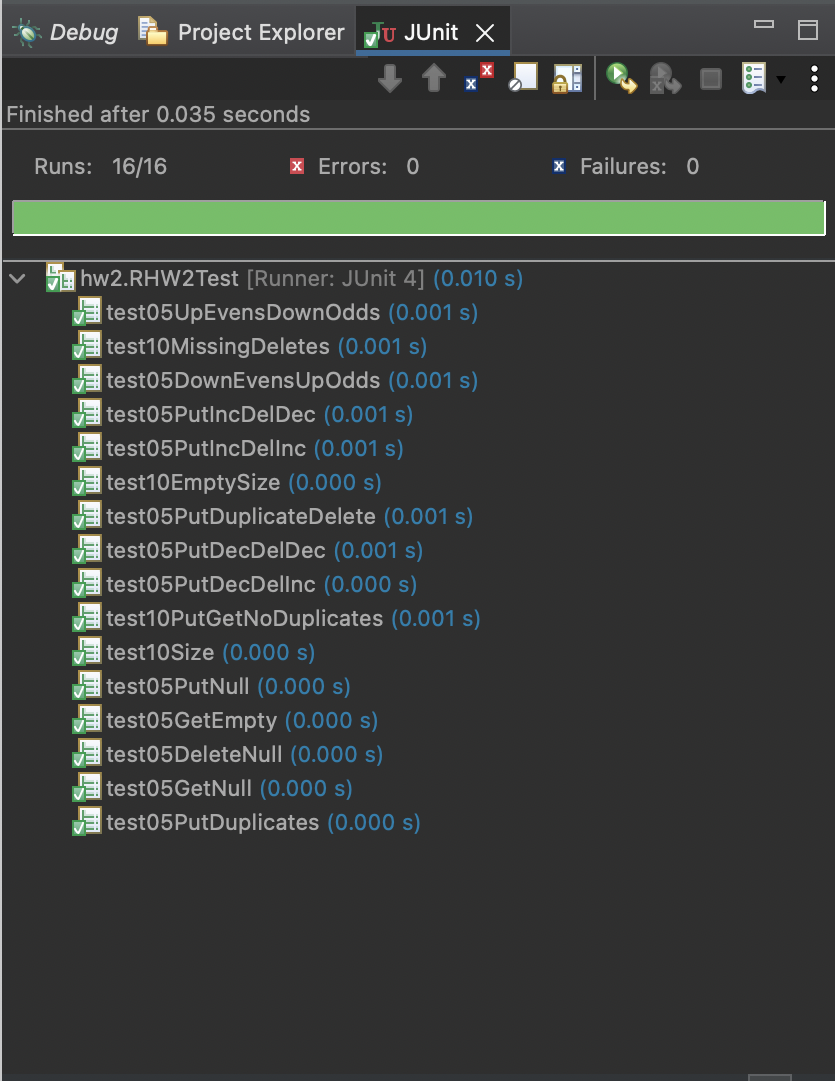 Debug Project Explorer JUnit
Finished after 0.035 seconds
Runs: 16/16 Errors: 0 Failures: 0
hw2.RHW2Test [Runner: JUnit 4] (0.010 s)
test05UpEvensDownOdds (0.001 s)
test10MissingDeletes (0.001 s)
test05DownEvensUpOdds (0.001 s)
test05PutIncDelDec (0.001 s)
test05PutIncDelInc (0.001 s)
test10EmptySize (0.000 s)
test05PutDuplicateDelete (0.001 s)
test05PutDecDelDec (0.001 s)
test05PutDecDelInc (0.000 s)
test10PutGetNoDuplicates (0.001 s)
test10Size (0.000 s)
test05PutNull (0.000 s)
test05GetEmpty (0.000 s)
test05DeleteNull (0.000 s)
test05GetNull (0.000 s)
test05PutDuplicates (0.000 s)